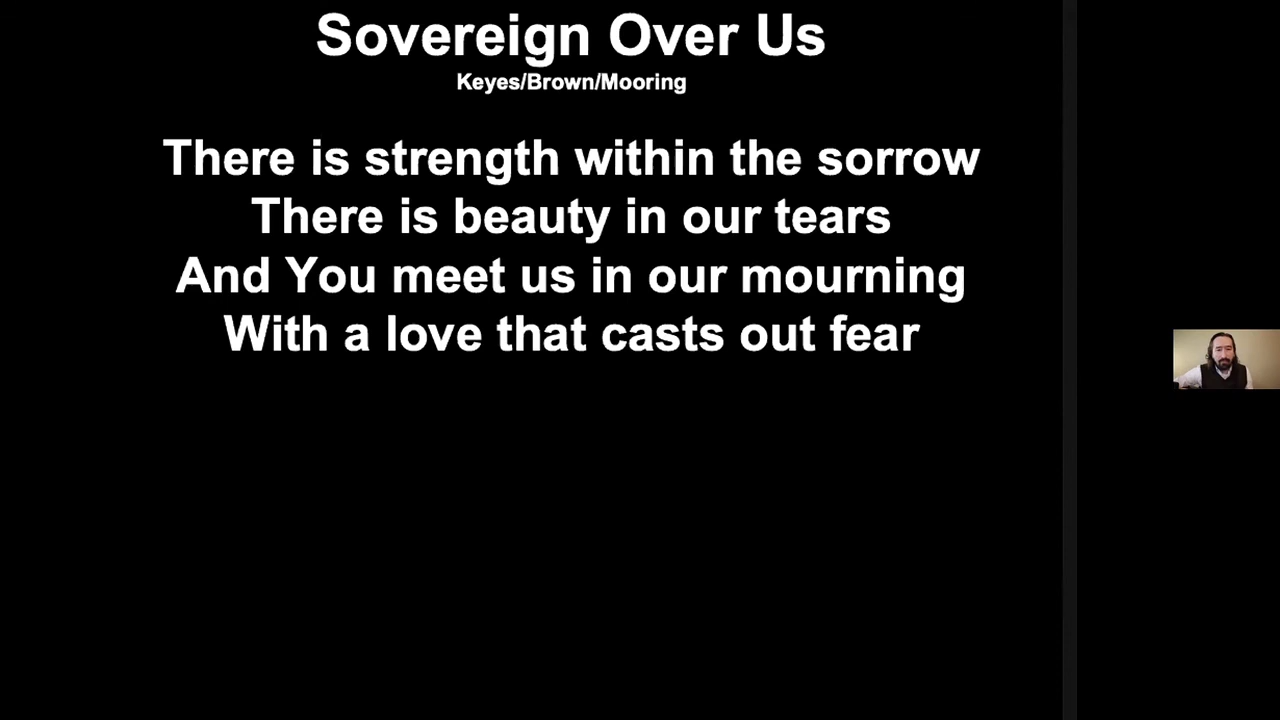 Sovereign Over Us
Keyes/Brown/Mooring
There is strength within the sorrow
There is beauty in our tears
And You meet us in our mourning
With a love that casts out fear